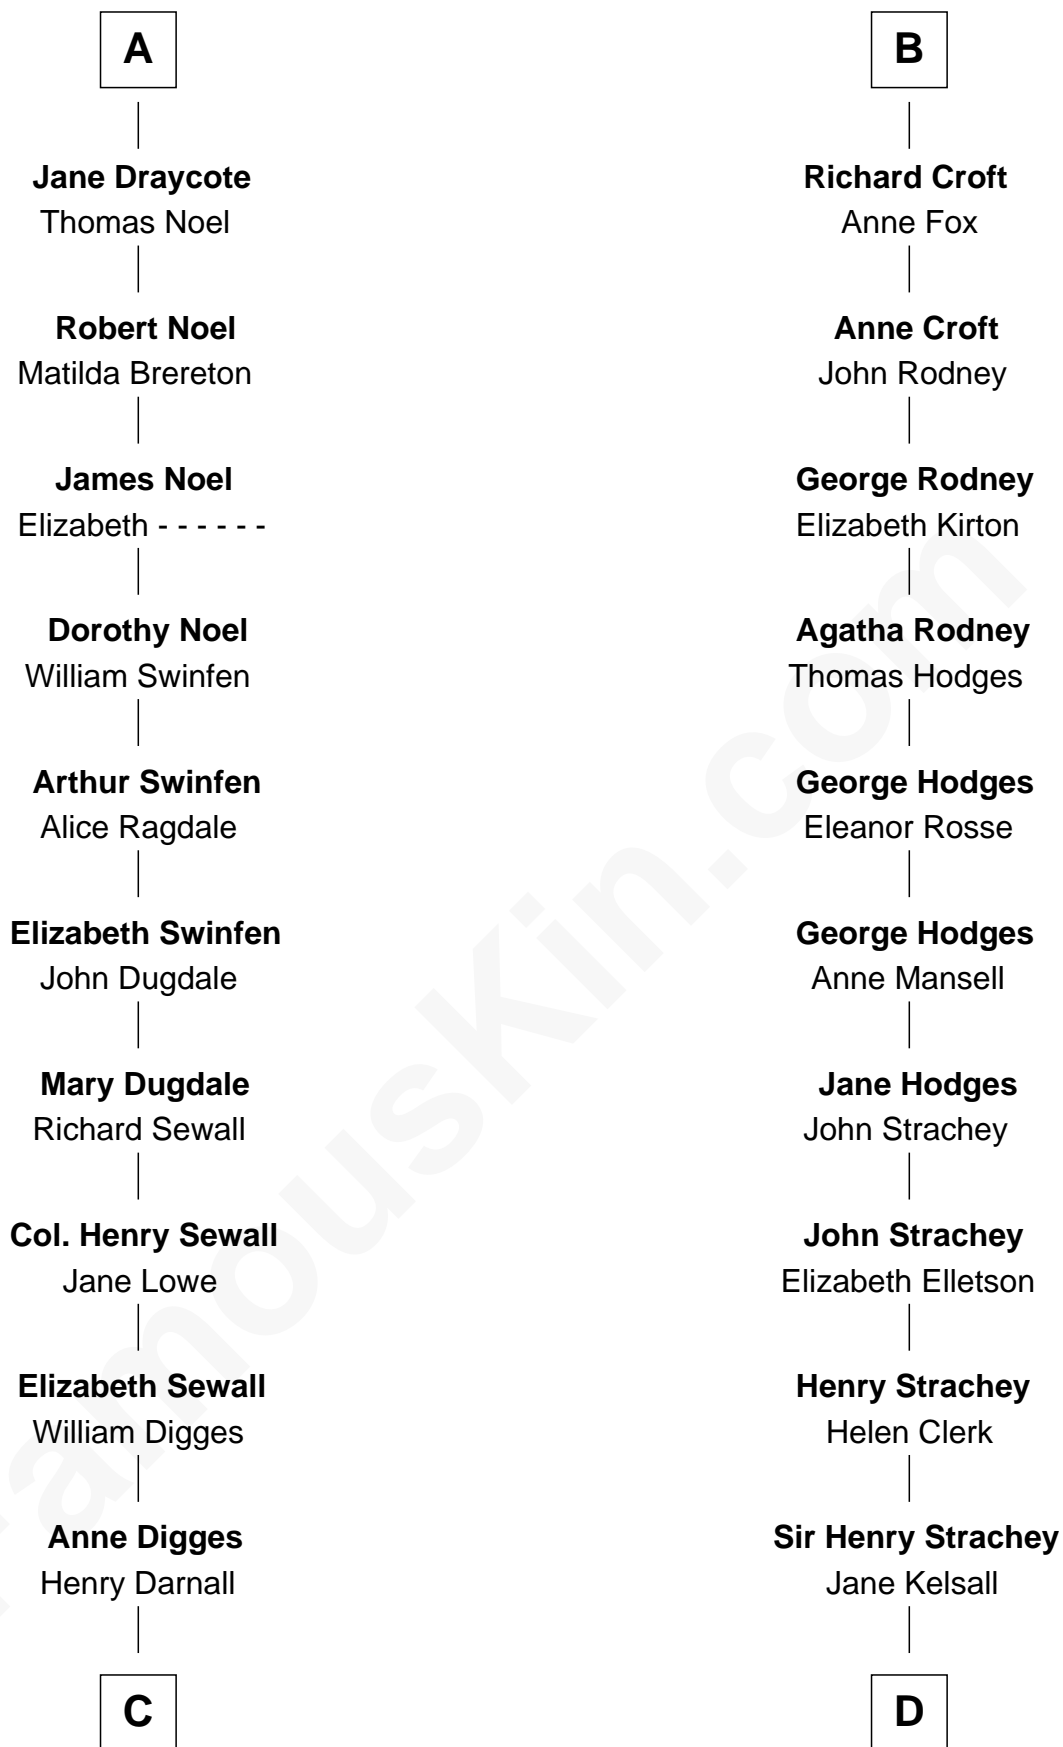 A
Jane Draycote
Thomas Noel
Robert Noel
Matilda Brereton
James Noel
Elizabeth - - - - - -
Dorothy Noel
William Swinfen
Arthur Swinfen
Alice Ragdale
Elizabeth Swinfen
John Dugdale
Mary Dugdale
Richard Sewall
Col. Henry Sewall
Jane Lowe
Elizabeth Sewall
William Digges
Anne Digges
Henry Darnall
C
B
Richard Croft
Anne Fox
Anne Croft
John Rodney
George Rodney
Elizabeth Kirton
Agatha Rodney
Thomas Hodges
George Hodges
Eleanor Rosse
George Hodges
Anne Mansell
Jane Hodges
John Strachey
John Strachey
Elizabeth Elletson
Henry Strachey
Helen Clerk
Sir Henry Strachey
Jane Kelsall
D
FamousKin.com